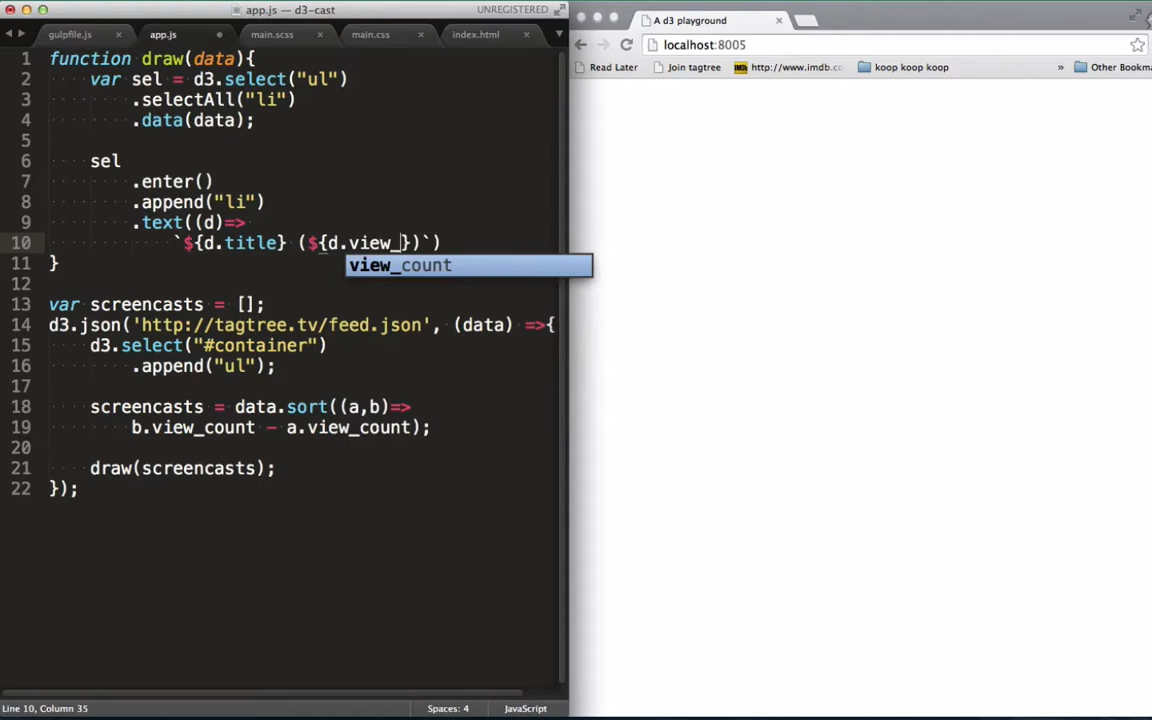 app.js — d3-cast
UNREGISTERED
gulpfile.js
app.js
main.scss
main.css
index.html
1 function draw(data){
2 var sel = d3.select("ul")
3 .selectAll("li")
4 .data(data);
5
6 sel
7 .enter()
8 .append("li")
9 .text((d)=>
10 `${d.title} (${d.view_})`)
view_count
11 }
12
13 var screencasts = [];
14 d3.json('http://tagtree.tv/feed.json', (data) =>{
15 d3.select("#container")
16 .append("ul");
17
18 screencasts = data.sort((a,b)=>
19 b.view_count - a.view_count);
20
21 draw(screencasts);
22 });
Line 10, Column 35
Spaces: 4
JavaScript
A d3 playground
localhost:8005
Read Later
Join tagtree
IMDb
http://www.imdb.c
koop koop koop
»
Other Bookm